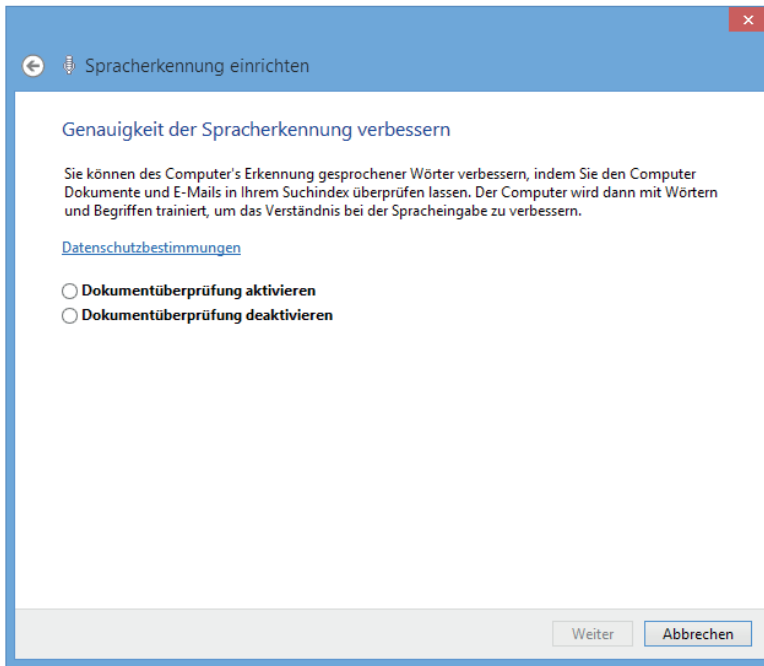 Spracherkennung einrichten
Genauigkeit der Spracherkennung verbessern
Sie können des Computer's Erkennung gesprochener Wörter verbessern, indem Sie den Computer
Dokumente und E-Mails in Ihrem Suchindex überprüfen lassen. Der Computer wird dann mit Wörtern
und Begriffen trainiert, um das Verständnis bei der Spracheingabe zu verbessern.
Datenschutzbestimmungen
Dokumentüberprüfung aktivieren
Dokumentüberprüfung deaktivieren
Weiter
Abbrechen